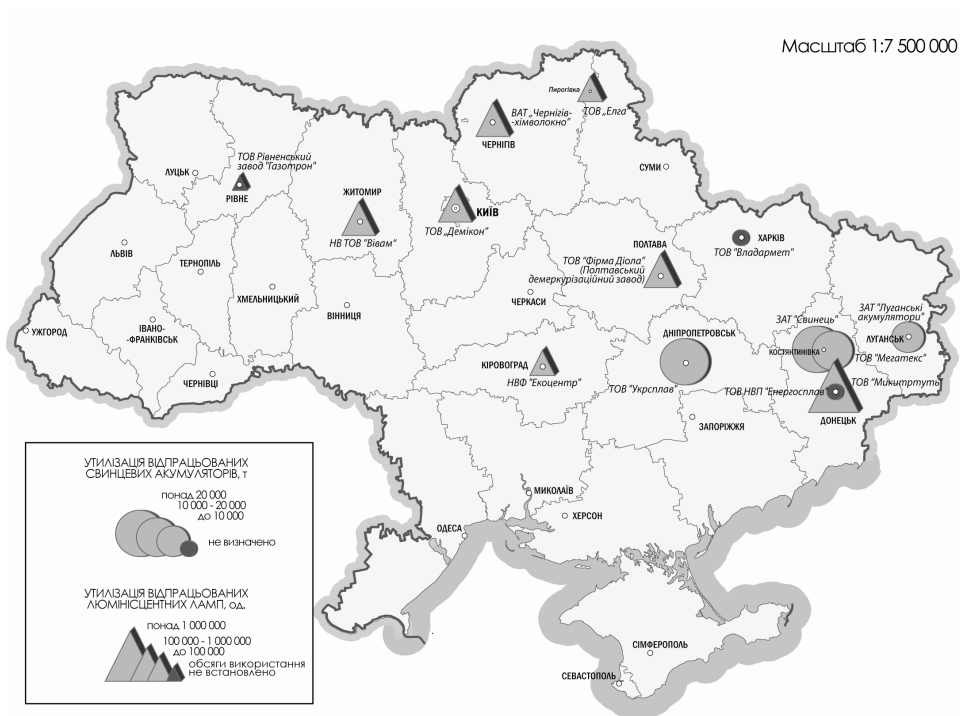 Масштаб 1:7 500 000
Пирогівка
ТОВ „Елга
ВАТ „Чернігів-
-хімволокно"
ЧЕРНІГІВ
СУМИ
ТОВ Рівненський
завод "Газотрон"
ЛУЦЬК
РІВНЕ
ЖИТОМИР
НВ ТОВ "Вівам"
КИЇВ
ТОВ „Демікон"
ПОЛТАВА
ТОВ "Фірма Діола"
(Полтавський
демеркурізаційний завод)
ХАРКІВ
ТОВ "Владармет"
ЛЬВІВ
ТЕРНОПІЛЬ
ХМЕЛЬНИЦЬКИЙ
ВІННИЦЯ
ЧЕРКАСИ
УЖГОРОД
ІВАНО-
-ФРАНКІВСЬК
ЧЕРНІВЦІ
КІРОВОГРАД
НВФ "Екоцентр"
ДНІПРОПЕТРОВСЬК
ТОВ "Укрсплав"
ЗАТ "Свинець"
КОСТЯНТИНІВКА
ЗАТ "Луганські
акумулятори"
ЛУГАНСЬК
ТОВ "Мегатекс"
ТОВ НВП "Енергосплав"
ТОВ "Микитртуть"
ДОНЕЦЬК
ЗАПОРІЖЖЯ
МИКОЛАЇВ
ХЕРСОН
ОДЕСА
СІМФЕРОПОЛЬ
СЕВАСТОПОЛЬ
УТИЛІЗАЦІЯ ВІДПРАЦЬОВАНИХ
СВИНЦЕВИХ АКУМУЛЯТОРІВ, т
понад 20 000
10 000 - 20 000
до 10 000
не визначено
УТИЛІЗАЦІЯ ВІДПРАЦЬОВАНИХ
ЛЮМІНІСЦЕНТНИХ ЛАМП, од.
понад 1 000 000
100 000 - 1 000 000
до 100 000
обсяги використання
не встановлено